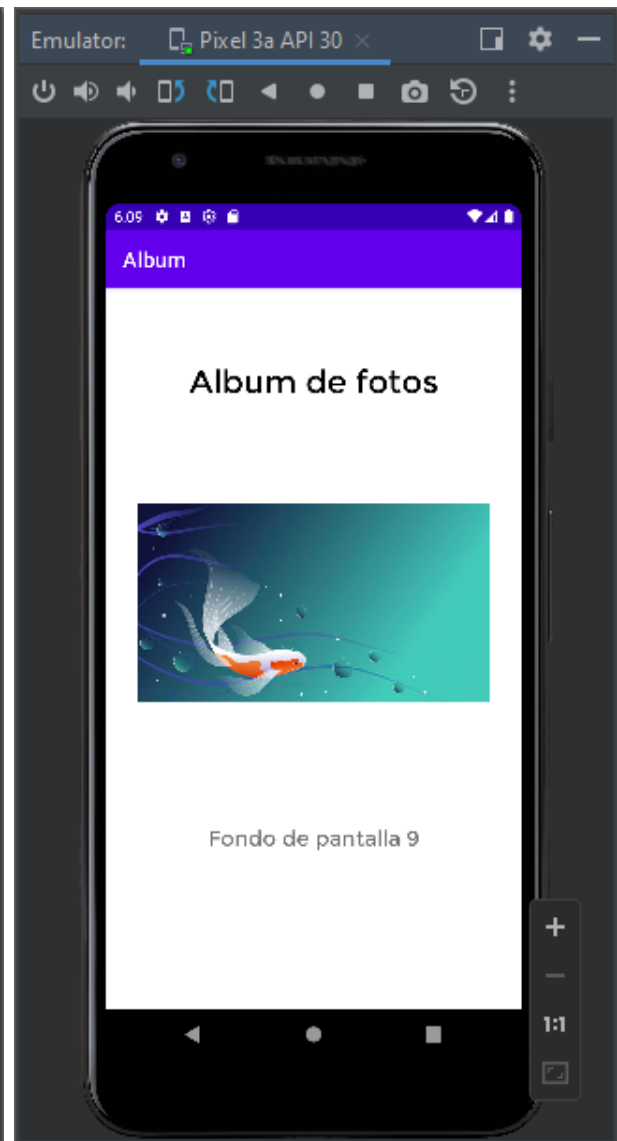 Emulator: Pixel 3a API 30
6.09
Album
Album de fotos
Fondo de pantalla 9
1:1